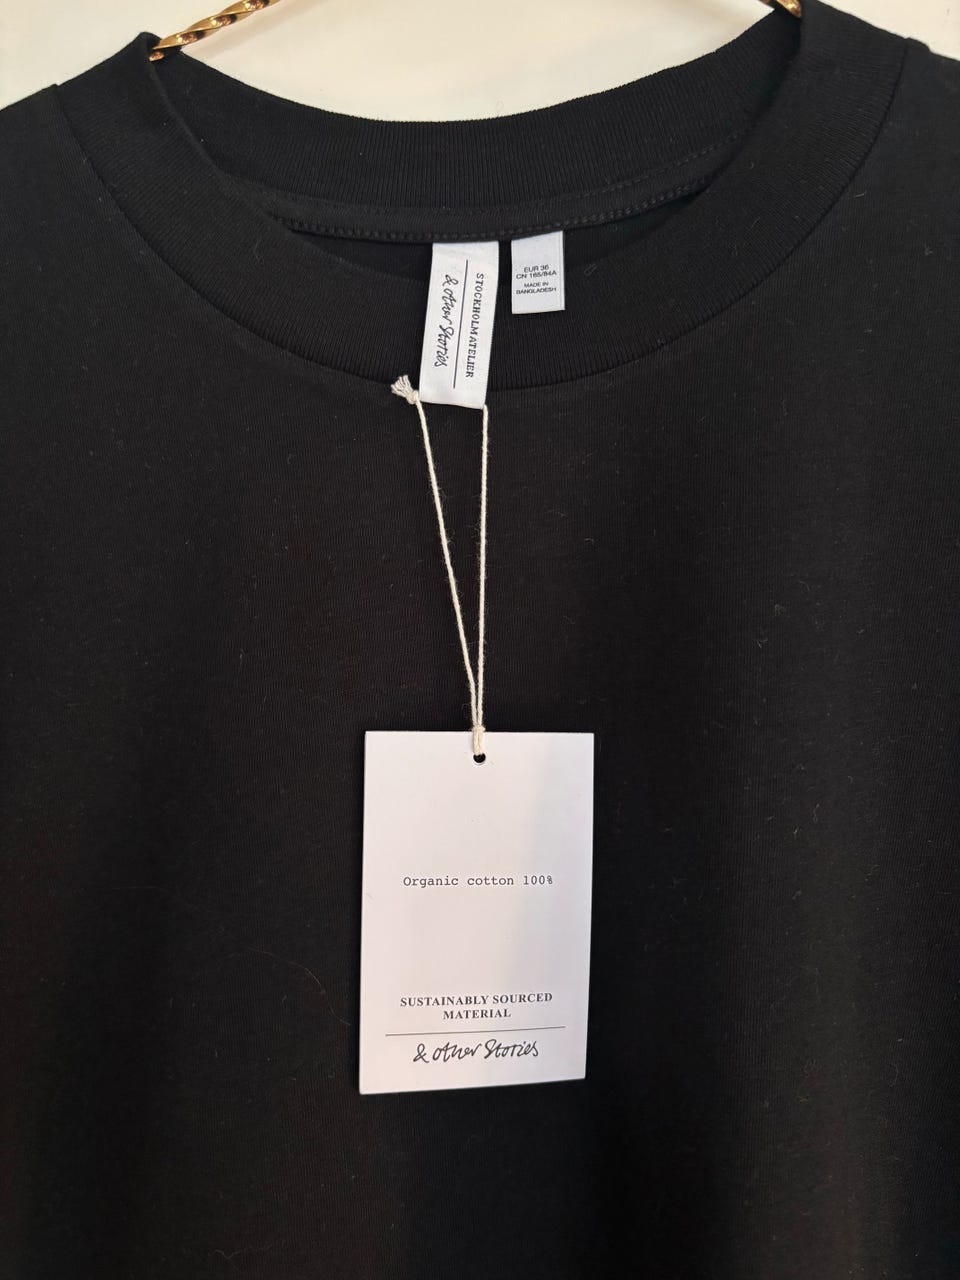 STOCKHOLM ATELIER
& other Stories
EUR 36
CN 165/84A
MADE IN
BANGLADESH
Organic cotton 100%
SUSTAINABLY SOURCED
MATERIAL
& other Stories